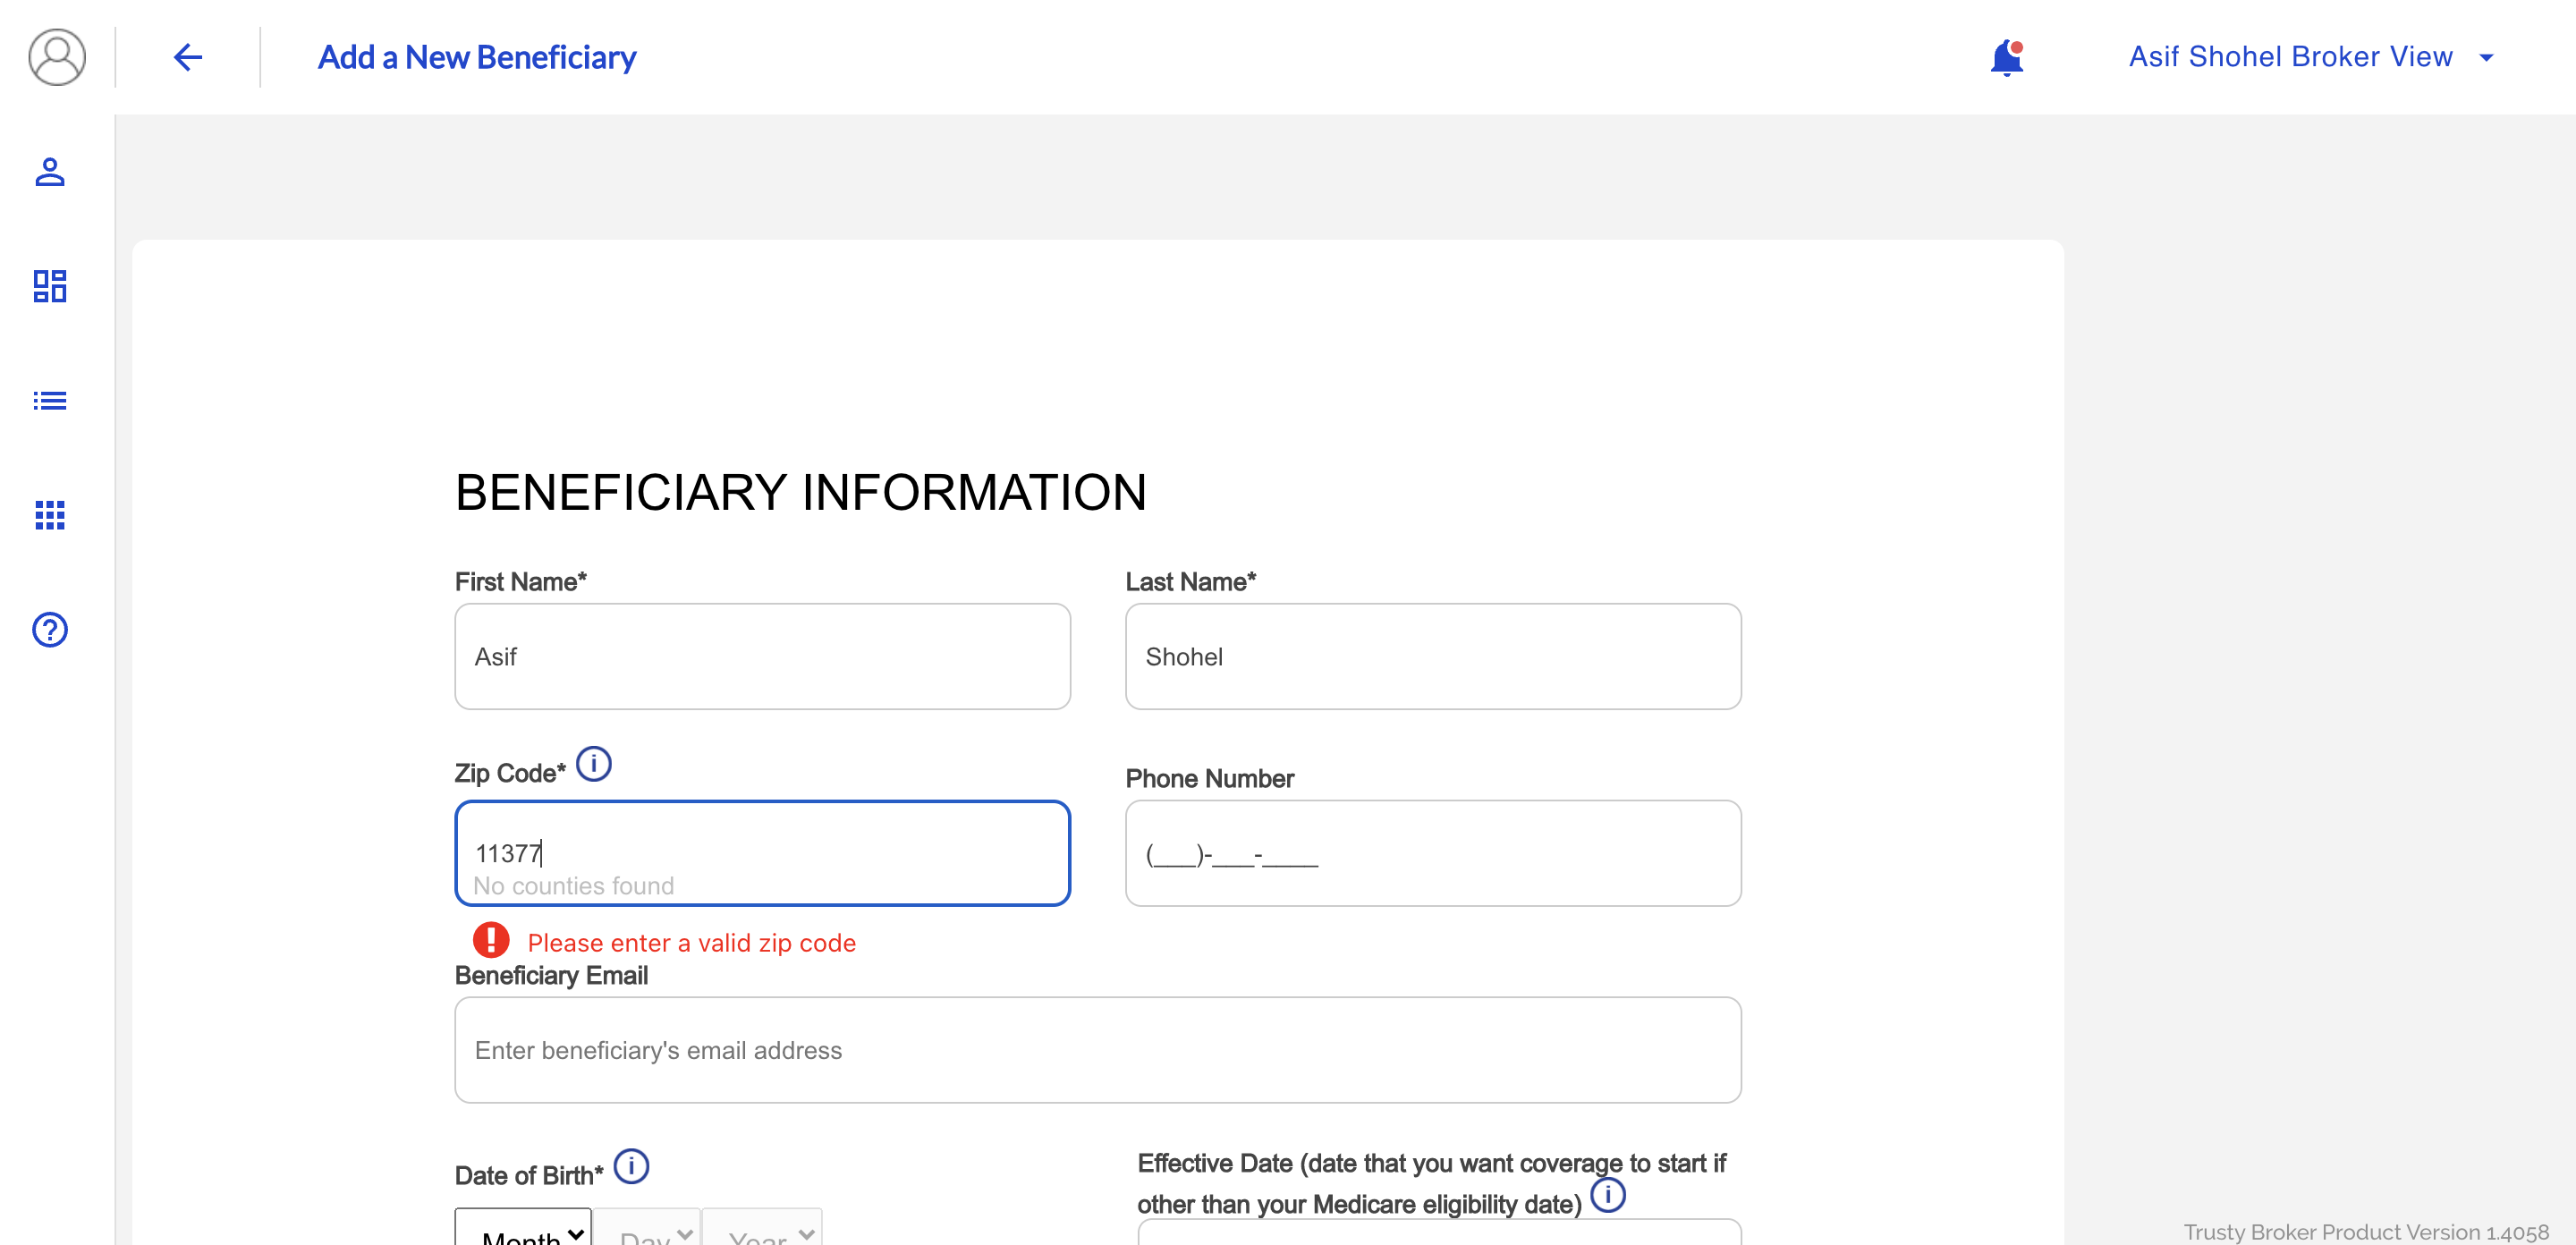 Add a New Beneficiary
Asif Shohel Broker View
BENEFICIARY INFORMATION
First Name*
Last Name*
Asif
Shohel
Zip Code*
Phone Number
11377
(___)-___-____
No counties found
Please enter a valid zip code
Beneficiary Email
Enter beneficiary's email address
Date of Birth*
Effective Date (date that you want coverage to start if
other than your Medicare eligibility date)
Month
Day
Year
Trusty Broker Product Version 1.4058